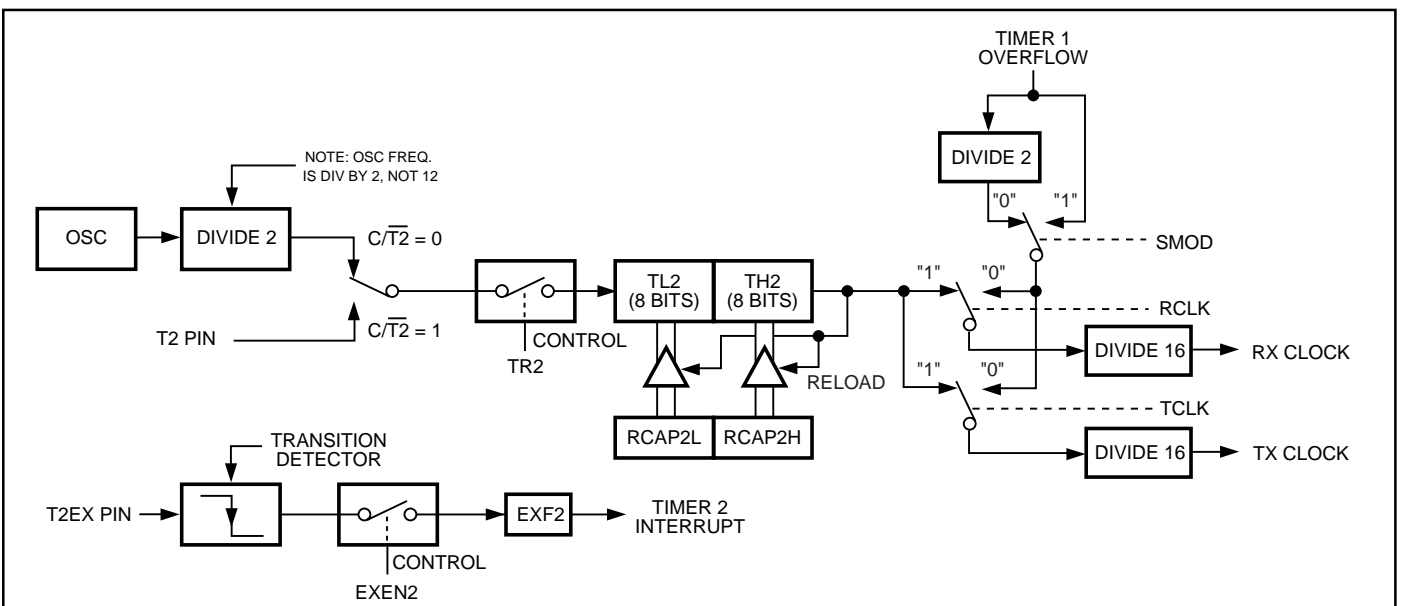 TIMER 1
OVERFLOW
DIVIDE 2
"0"
"1"
SMOD
NOTE: OSC FREQ.
IS DIV BY 2, NOT 12
OSC
DIVIDE 2
C/T̅2̅ = 0
T2 PIN
C/T̅2̅ = 1
CONTROL
TR2
TL2
(8 BITS)
TH2
(8 BITS)
RCAP2L
RCAP2H
RELOAD
"1"
"0"
RCLK
DIVIDE 16
RX CLOCK
"1"
"0"
TCLK
DIVIDE 16
TX CLOCK
TRANSITION
DETECTOR
T2EX PIN
CONTROL
EXEN2
EXF2
TIMER 2
INTERRUPT